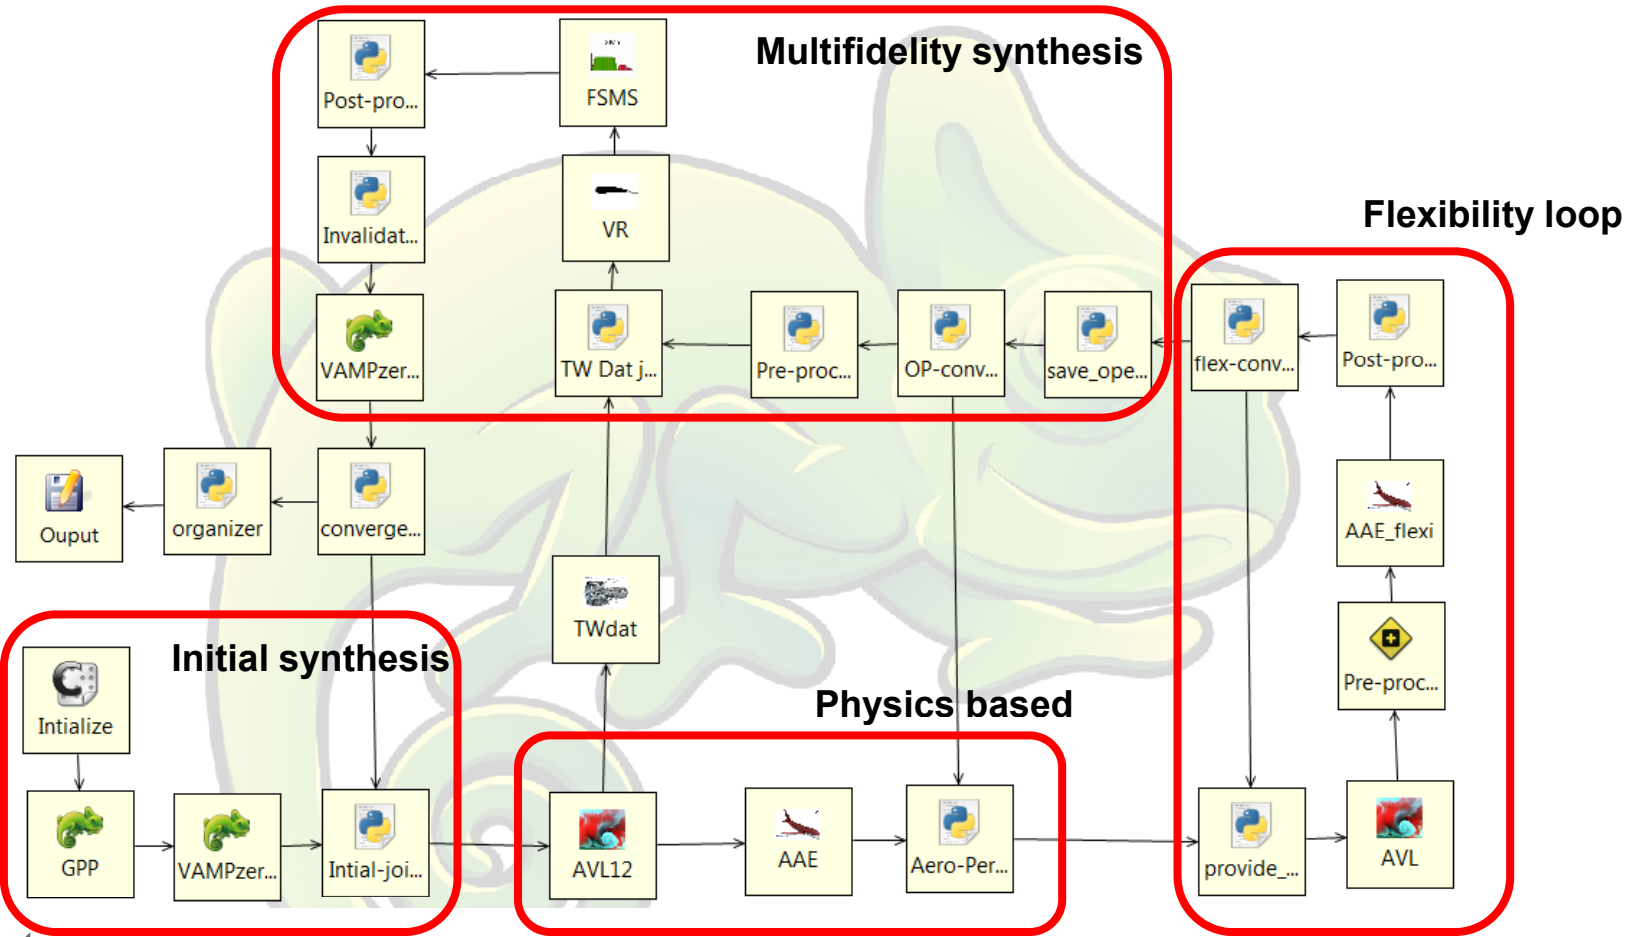 Multifidelity synthesis
Post-pro...
FSMS
Invalidat...
VR
Flexibility loop
VAMPzer...
TW Dat j...
Pre-proc...
OP-conv...
save_ope...
flex-conv...
Post-pro...
Ouput
organizer
converge...
AAE_flexi
TWdat
Initial synthesis
Intialize
Physics based
Pre-proc...
GPP
VAMPzer...
Intial-joi...
AVL12
AAE
Aero-Per...
provide_...
AVL